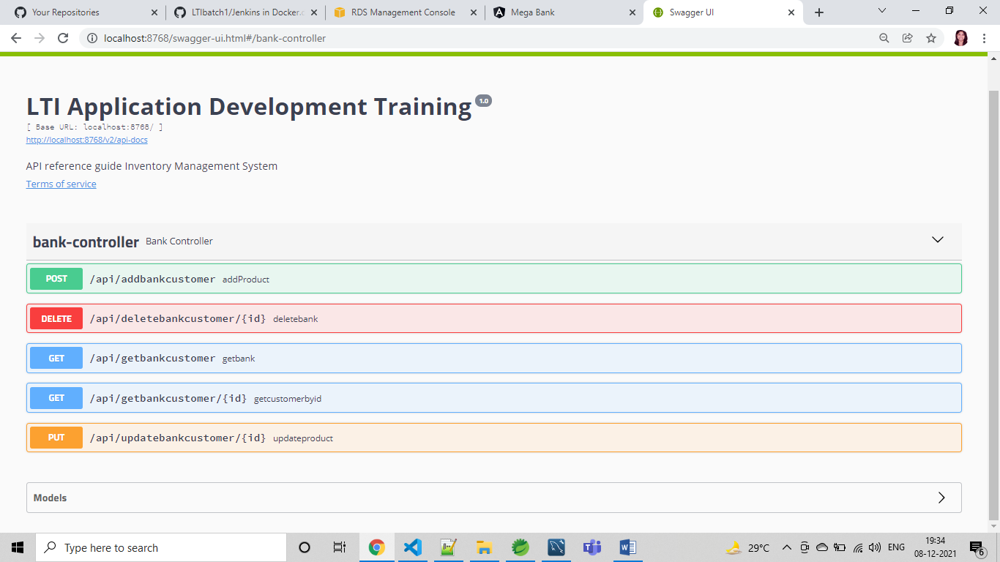 Your Repositories
LTIbatch1/Jenkins in Docker.
RDS Management Console
Mega Bank
Swagger UI
localhost:8768/swagger-ui.html#/bank-controller
LTI Application Development Training 1.0
[ Base URL: localhost:8768/ ]
http://localhost:8768/v2/api-docs
API reference guide Inventory Management System
Terms of service
bank-controller Bank Controller
POST /api/addbankcustomer addProduct
DELETE /api/deletebankcustomer/{id} deletebank
GET /api/getbankcustomer getbank
GET /api/getbankcustomer/{id} getcustomerbyid
PUT /api/updatebankcustomer/{id} updateproduct
Models
Type here to search
29°C
ENG
19:34
08-12-2021
6